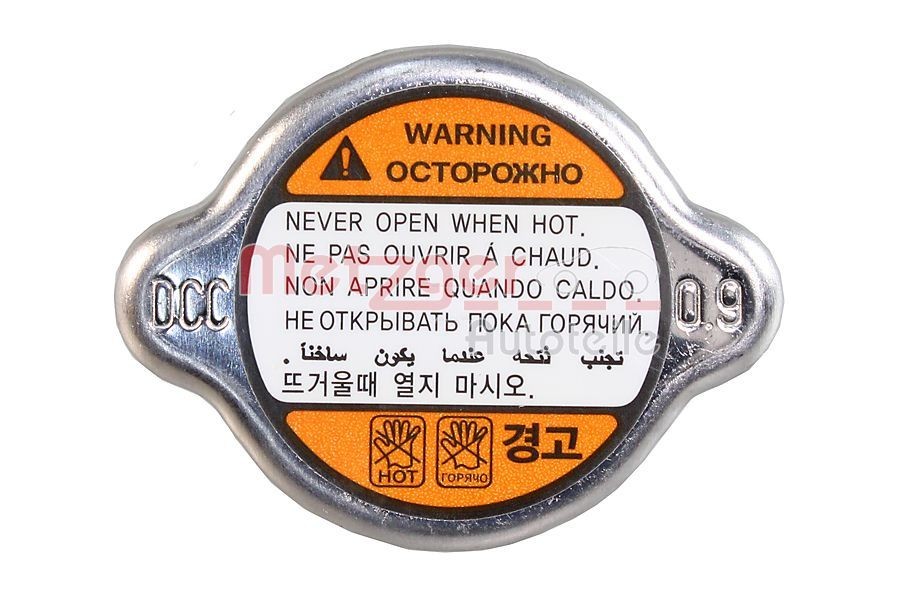 WARNING
ОСТОРОЖНО
NEVER OPEN WHEN HOT.
NE PAS OUVRIR Á CHAUD.
NON APRIRE QUANDO CALDO.
НЕ ОТКРЫВАТЬ ПОКА ГОРЯЧИЙ.
تجنب فتحه عندما يكون ساخناً.
뜨거울때 열지 마시오.
D.CC
0.9
Metzger
Autoteile
HOT
ГОРЯЧО
경고